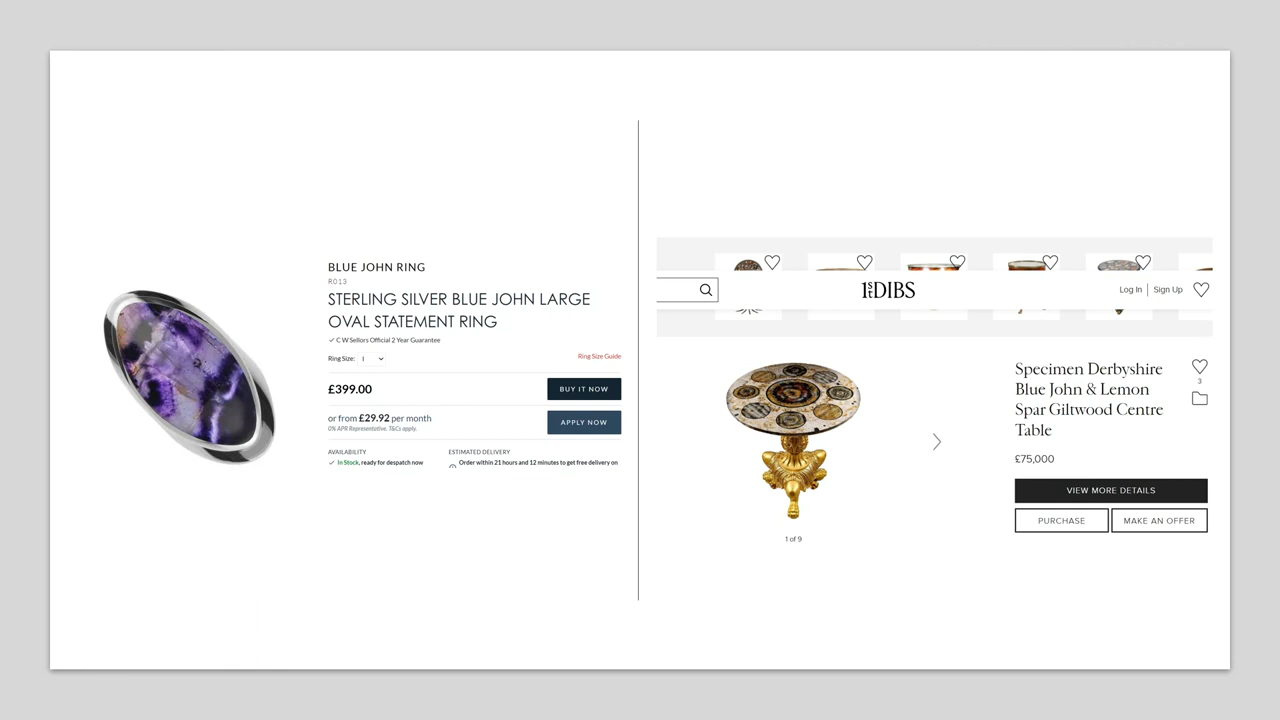 BLUE JOHN RING
R013
STERLING SILVER BLUE JOHN LARGE
OVAL STATEMENT RING
✓ C W Sellors Official 2 Year Guarantee
Ring Size: I
Ring Size Guide
£399.00
BUY IT NOW
or from £29.92 per month
0% APR Representative. T&Cs apply.
APPLY NOW
AVAILABILITY
ESTIMATED DELIVERY
✓ In Stock, ready for despatch now
Order within 21 hours and 12 minutes to get free delivery on
1stDIBS
Log In | Sign Up
Specimen Derbyshire
Blue John & Lemon
Spar Giltwood Centre
Table
3
£75,000
VIEW MORE DETAILS
PURCHASE
MAKE AN OFFER
1 of 9